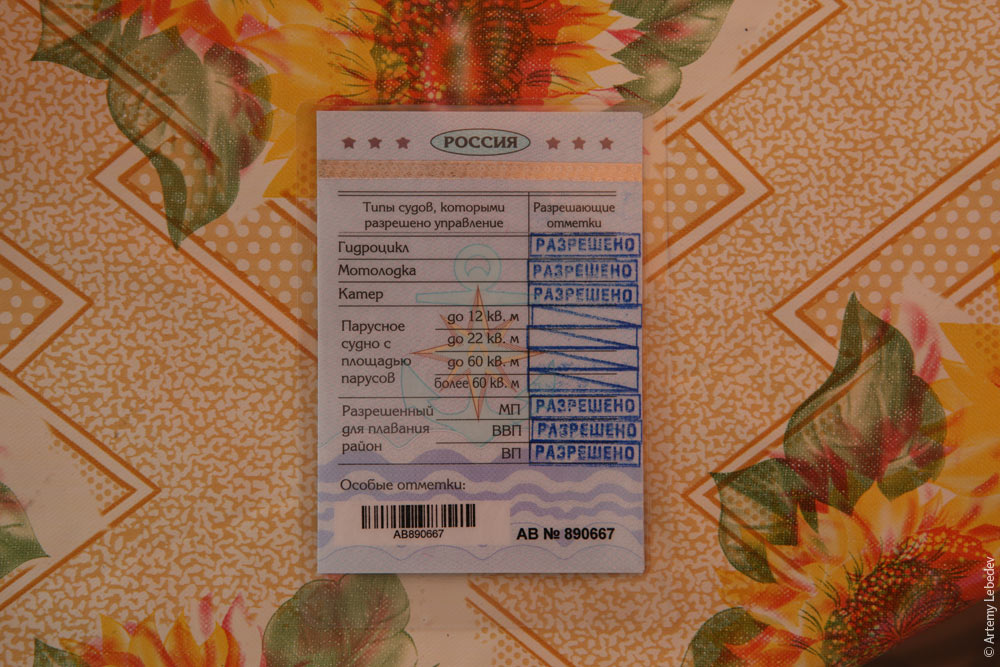 РОССИЯ
Типы судов, которыми
разрешено управление
Разрешающие
отметки
Гидроцикл РАЗРЕШЕНО
Мотолодка РАЗРЕШЕНО
Катер РАЗРЕШЕНО
Парусное
судно с
площадью
парусов
до 12 кв. м
до 22 кв. м
до 60 кв. м
более 60 кв. м
Разрешенный
для плавания
район
МП РАЗРЕШЕНО
ВВП РАЗРЕШЕНО
ВП РАЗРЕШЕНО
Особые отметки:
АВ890667
АВ № 890667
© Artemy Lebedev